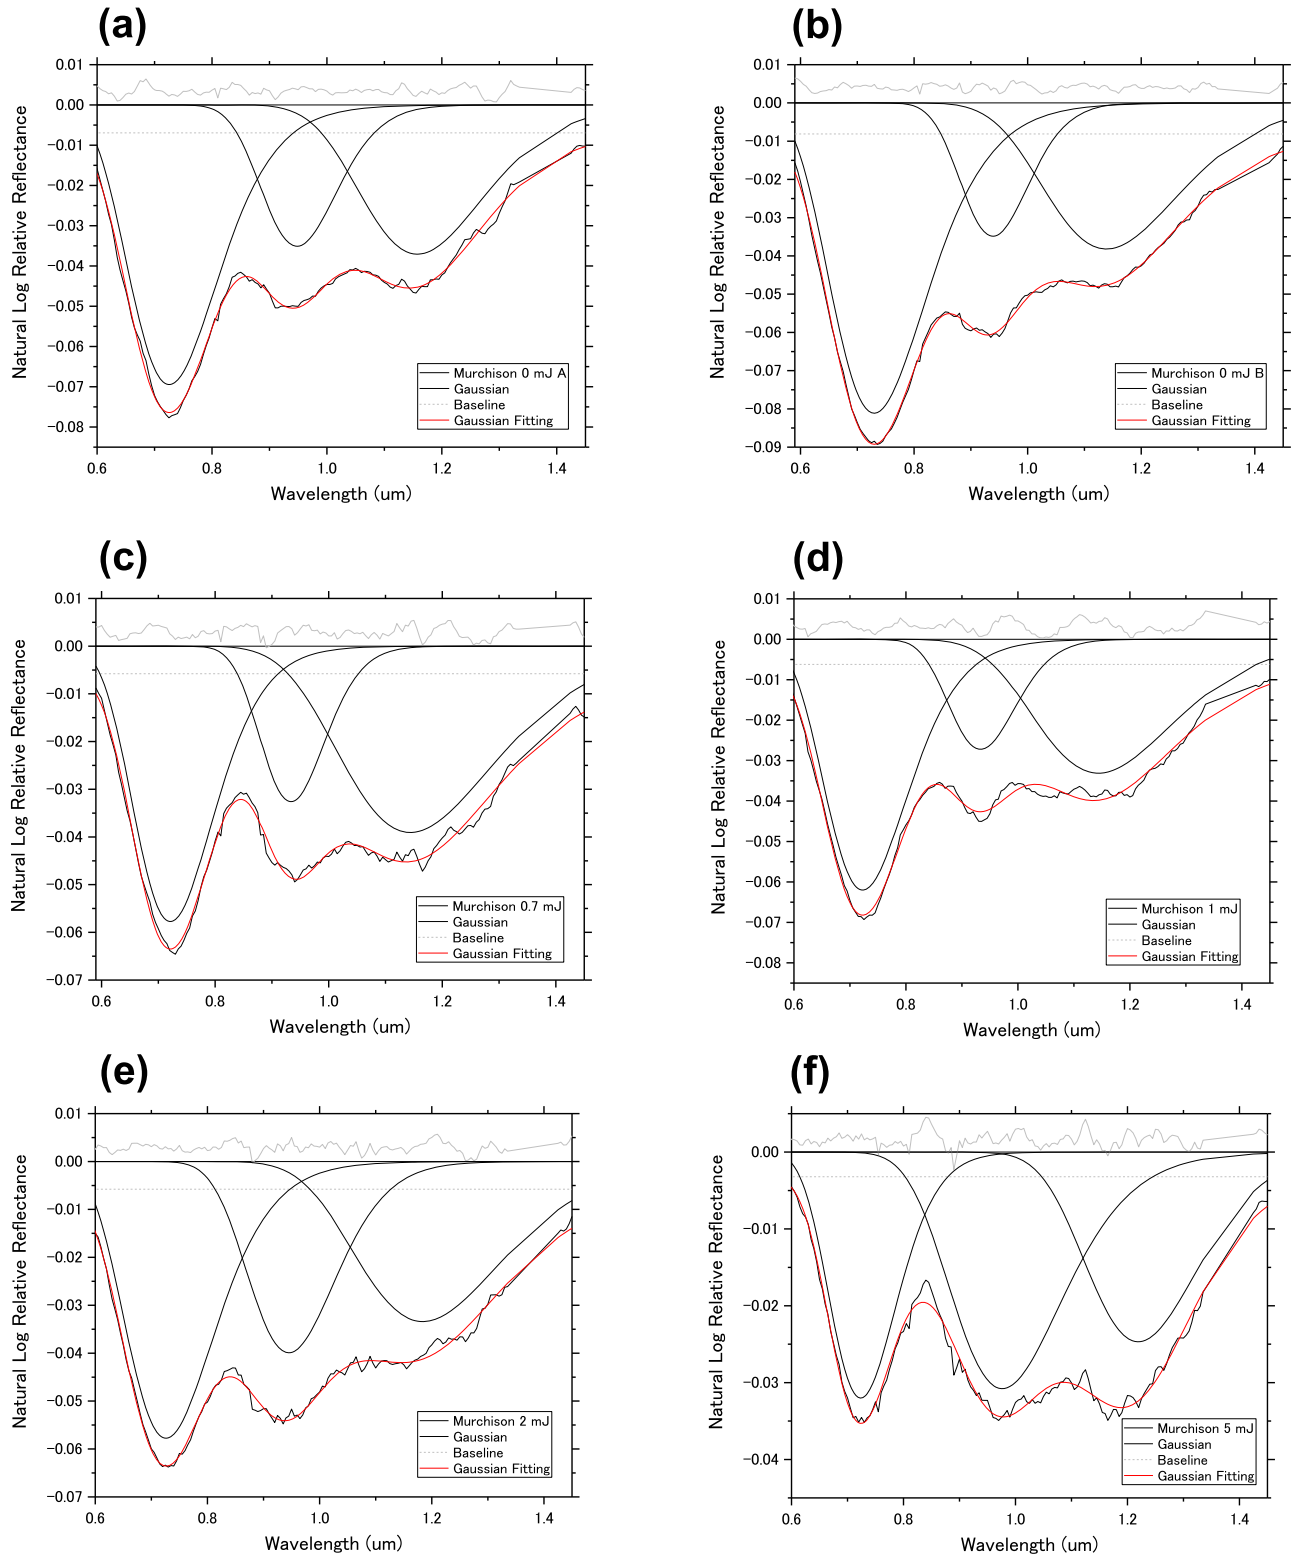 (a)
0.01
0.00
−0.01
−0.02
−0.03
−0.04
−0.05
−0.06
−0.07
−0.08
Natural Log Relative Reflectance
Murchison 0 mJ A
Gaussian
Baseline
Gaussian Fitting
0.6 0.8 1.0 1.2 1.4
Wavelength (um)
(b)
0.01
0.00
−0.01
−0.02
−0.03
−0.04
−0.05
−0.06
−0.07
−0.08
−0.09
Natural Log Relative Reflectance
Murchison 0 mJ B
Gaussian
Baseline
Gaussian Fitting
0.6 0.8 1.0 1.2 1.4
Wavelength (um)
(c)
0.01
0.00
−0.01
−0.02
−0.03
−0.04
−0.05
−0.06
−0.07
Natural Log Relative Reflectance
Murchison 0.7 mJ
Gaussian
Baseline
Gaussian Fitting
0.6 0.8 1.0 1.2 1.4
Wavelength (um)
(d)
0.01
0.00
−0.01
−0.02
−0.03
−0.04
−0.05
−0.06
−0.07
−0.08
Natural Log Relative Reflectance
Murchison 1 mJ
Gaussian
Baseline
Gaussian Fitting
0.6 0.8 1.0 1.2 1.4
Wavelength (um)
(e)
0.01
0.00
−0.01
−0.02
−0.03
−0.04
−0.05
−0.06
−0.07
Natural Log Relative Reflectance
Murchison 2 mJ
Gaussian
Baseline
Gaussian Fitting
0.6 0.8 1.0 1.2 1.4
Wavelength (um)
(f)
0.00
−0.01
−0.02
−0.03
−0.04
Natural Log Relative Reflectance
Murchison 5 mJ
Gaussian
Baseline
Gaussian Fitting
0.6 0.8 1.0 1.2 1.4
Wavelength (um)